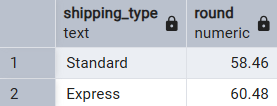 shipping_type round
text numeric
1 Standard 58.46
2 Express 60.48